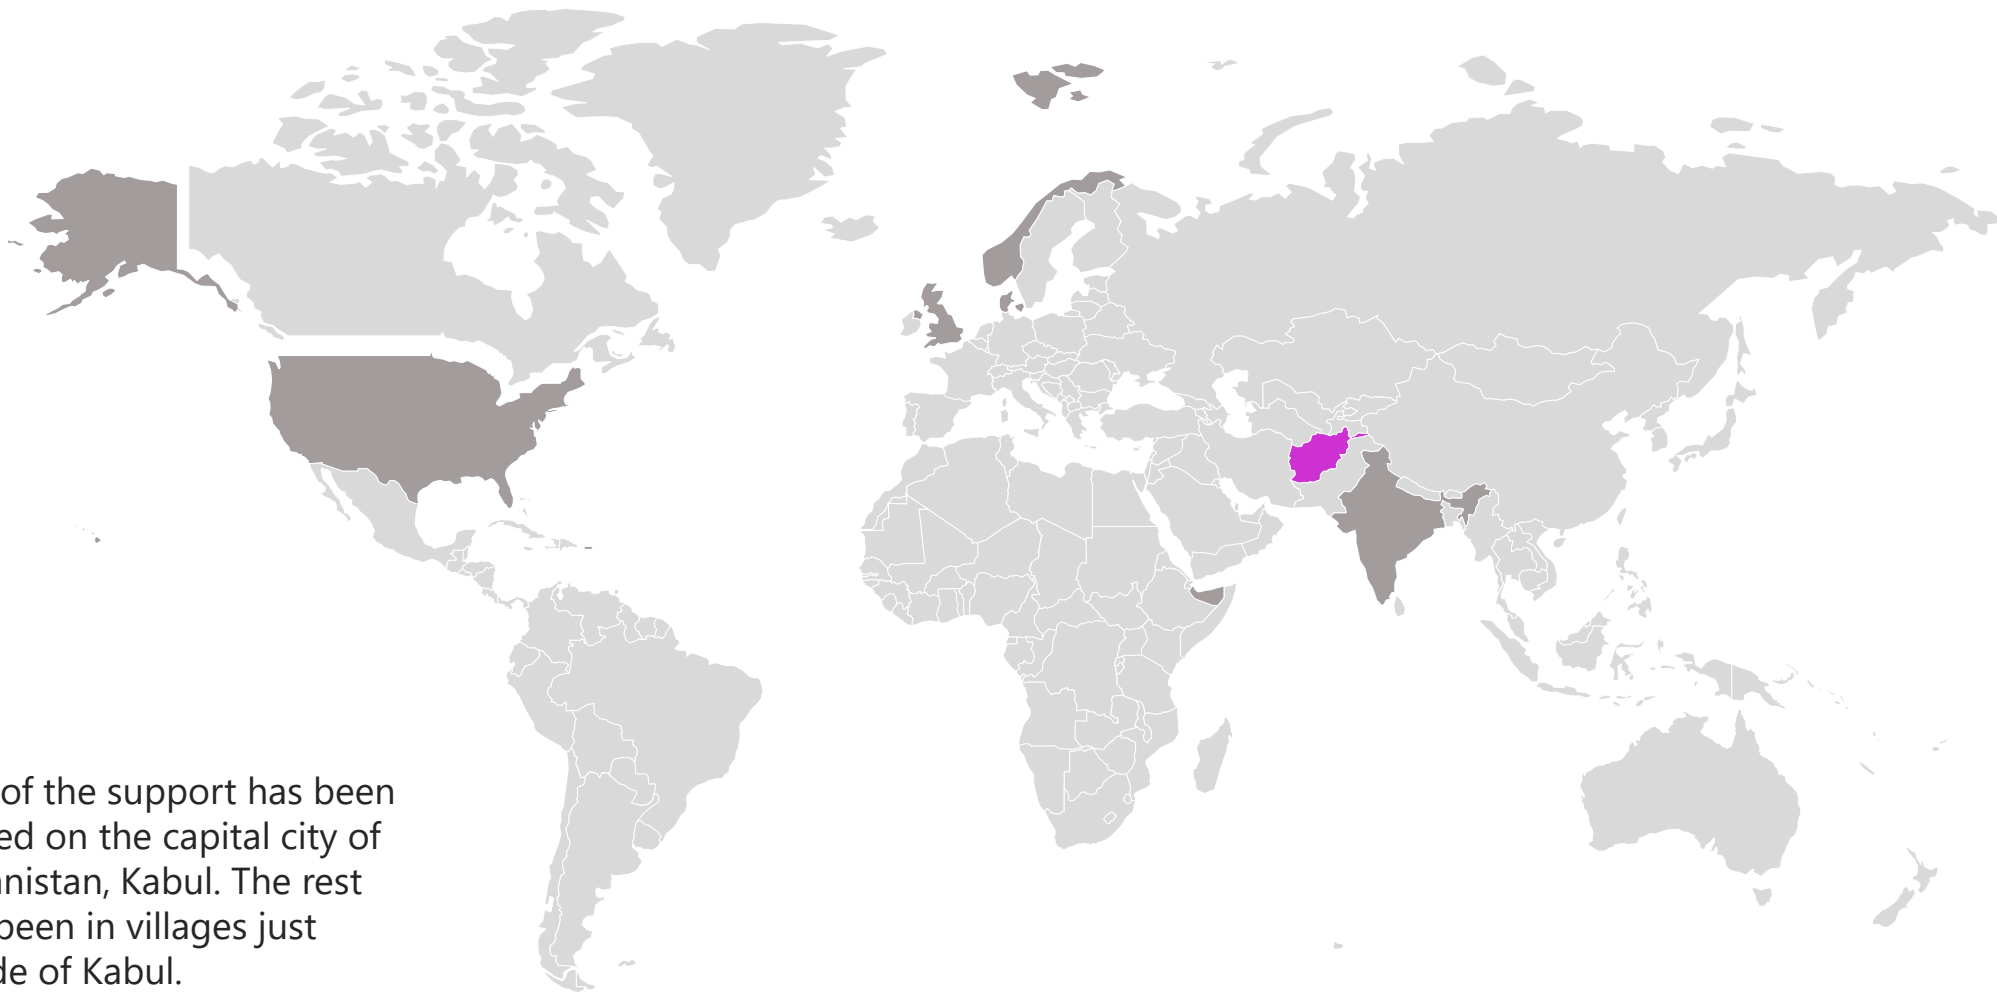 of the support has been
ed on the capital city of
nistan, Kabul. The rest
been in villages just
de of Kabul.